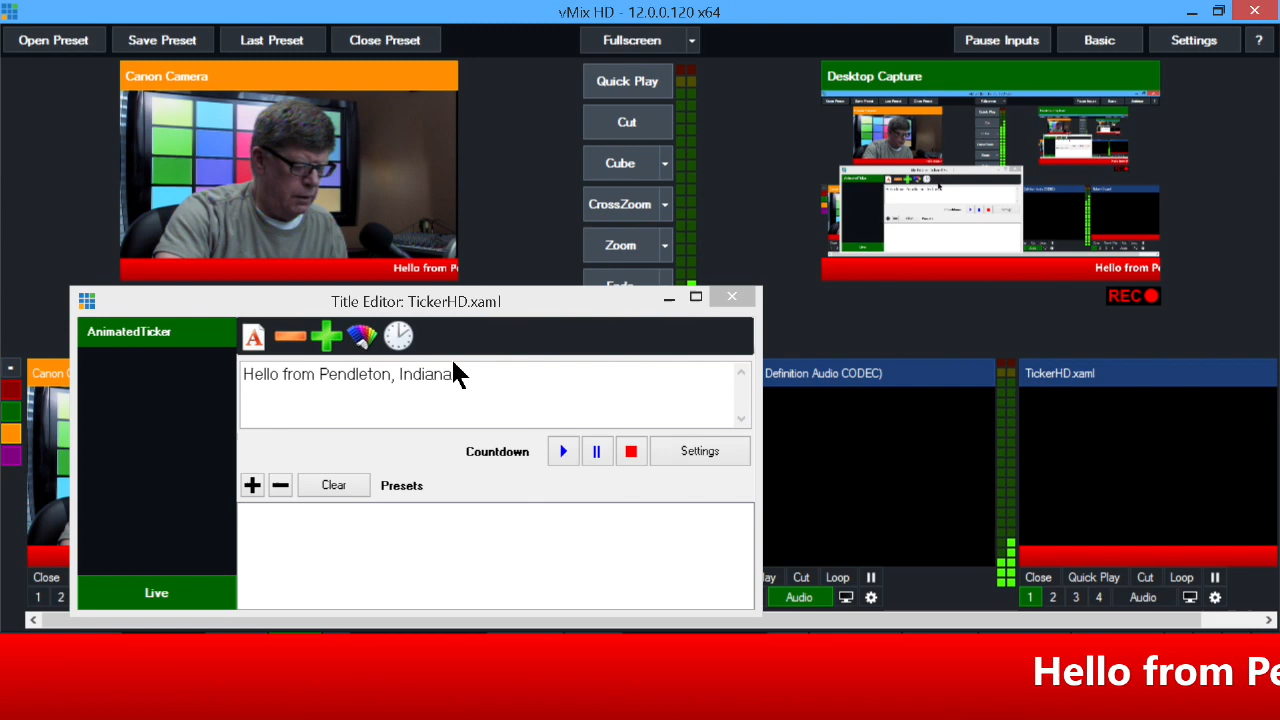 vMix HD - 12.0.0.120 x64
Open Preset
Save Preset
Last Preset
Close Preset
Fullscreen
Pause Inputs
Basic
Settings
?
Canon Camera
Quick Play
Desktop Capture
Cut
Cube
CrossZoom
Zoom
Hello from P
Hello from P
REC
Title Editor: TickerHD.xaml
AnimatedTicker
Hello from Pendleton, Indiana
Canon
Definition Audio CODEC)
TickerHD.xaml
Countdown
Settings
Clear
Presets
Live
Close
1 2
Cut
Loop
Audio
Close
Quick Play
Cut
Loop
1 2 3 4
Audio
Hello from Pe